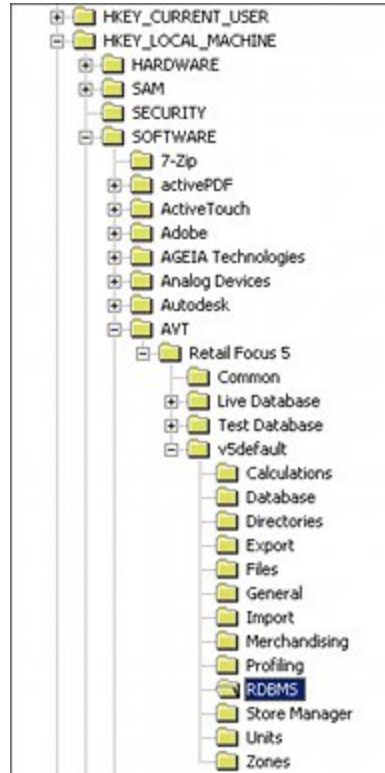 HKEY_CURRENT_USER
HKEY_LOCAL_MACHINE
HARDWARE
SAM
SECURITY
SOFTWARE
7-Zip
activePDF
ActiveTouch
Adobe
AGEIA Technologies
Analog Devices
Autodesk
AVT
Retail Focus 5
Common
Live Database
Test Database
v5default
Calculations
Database
Directories
Export
Files
General
Import
Merchandising
Profiling
RDBMS
Store Manager
Units
Zones